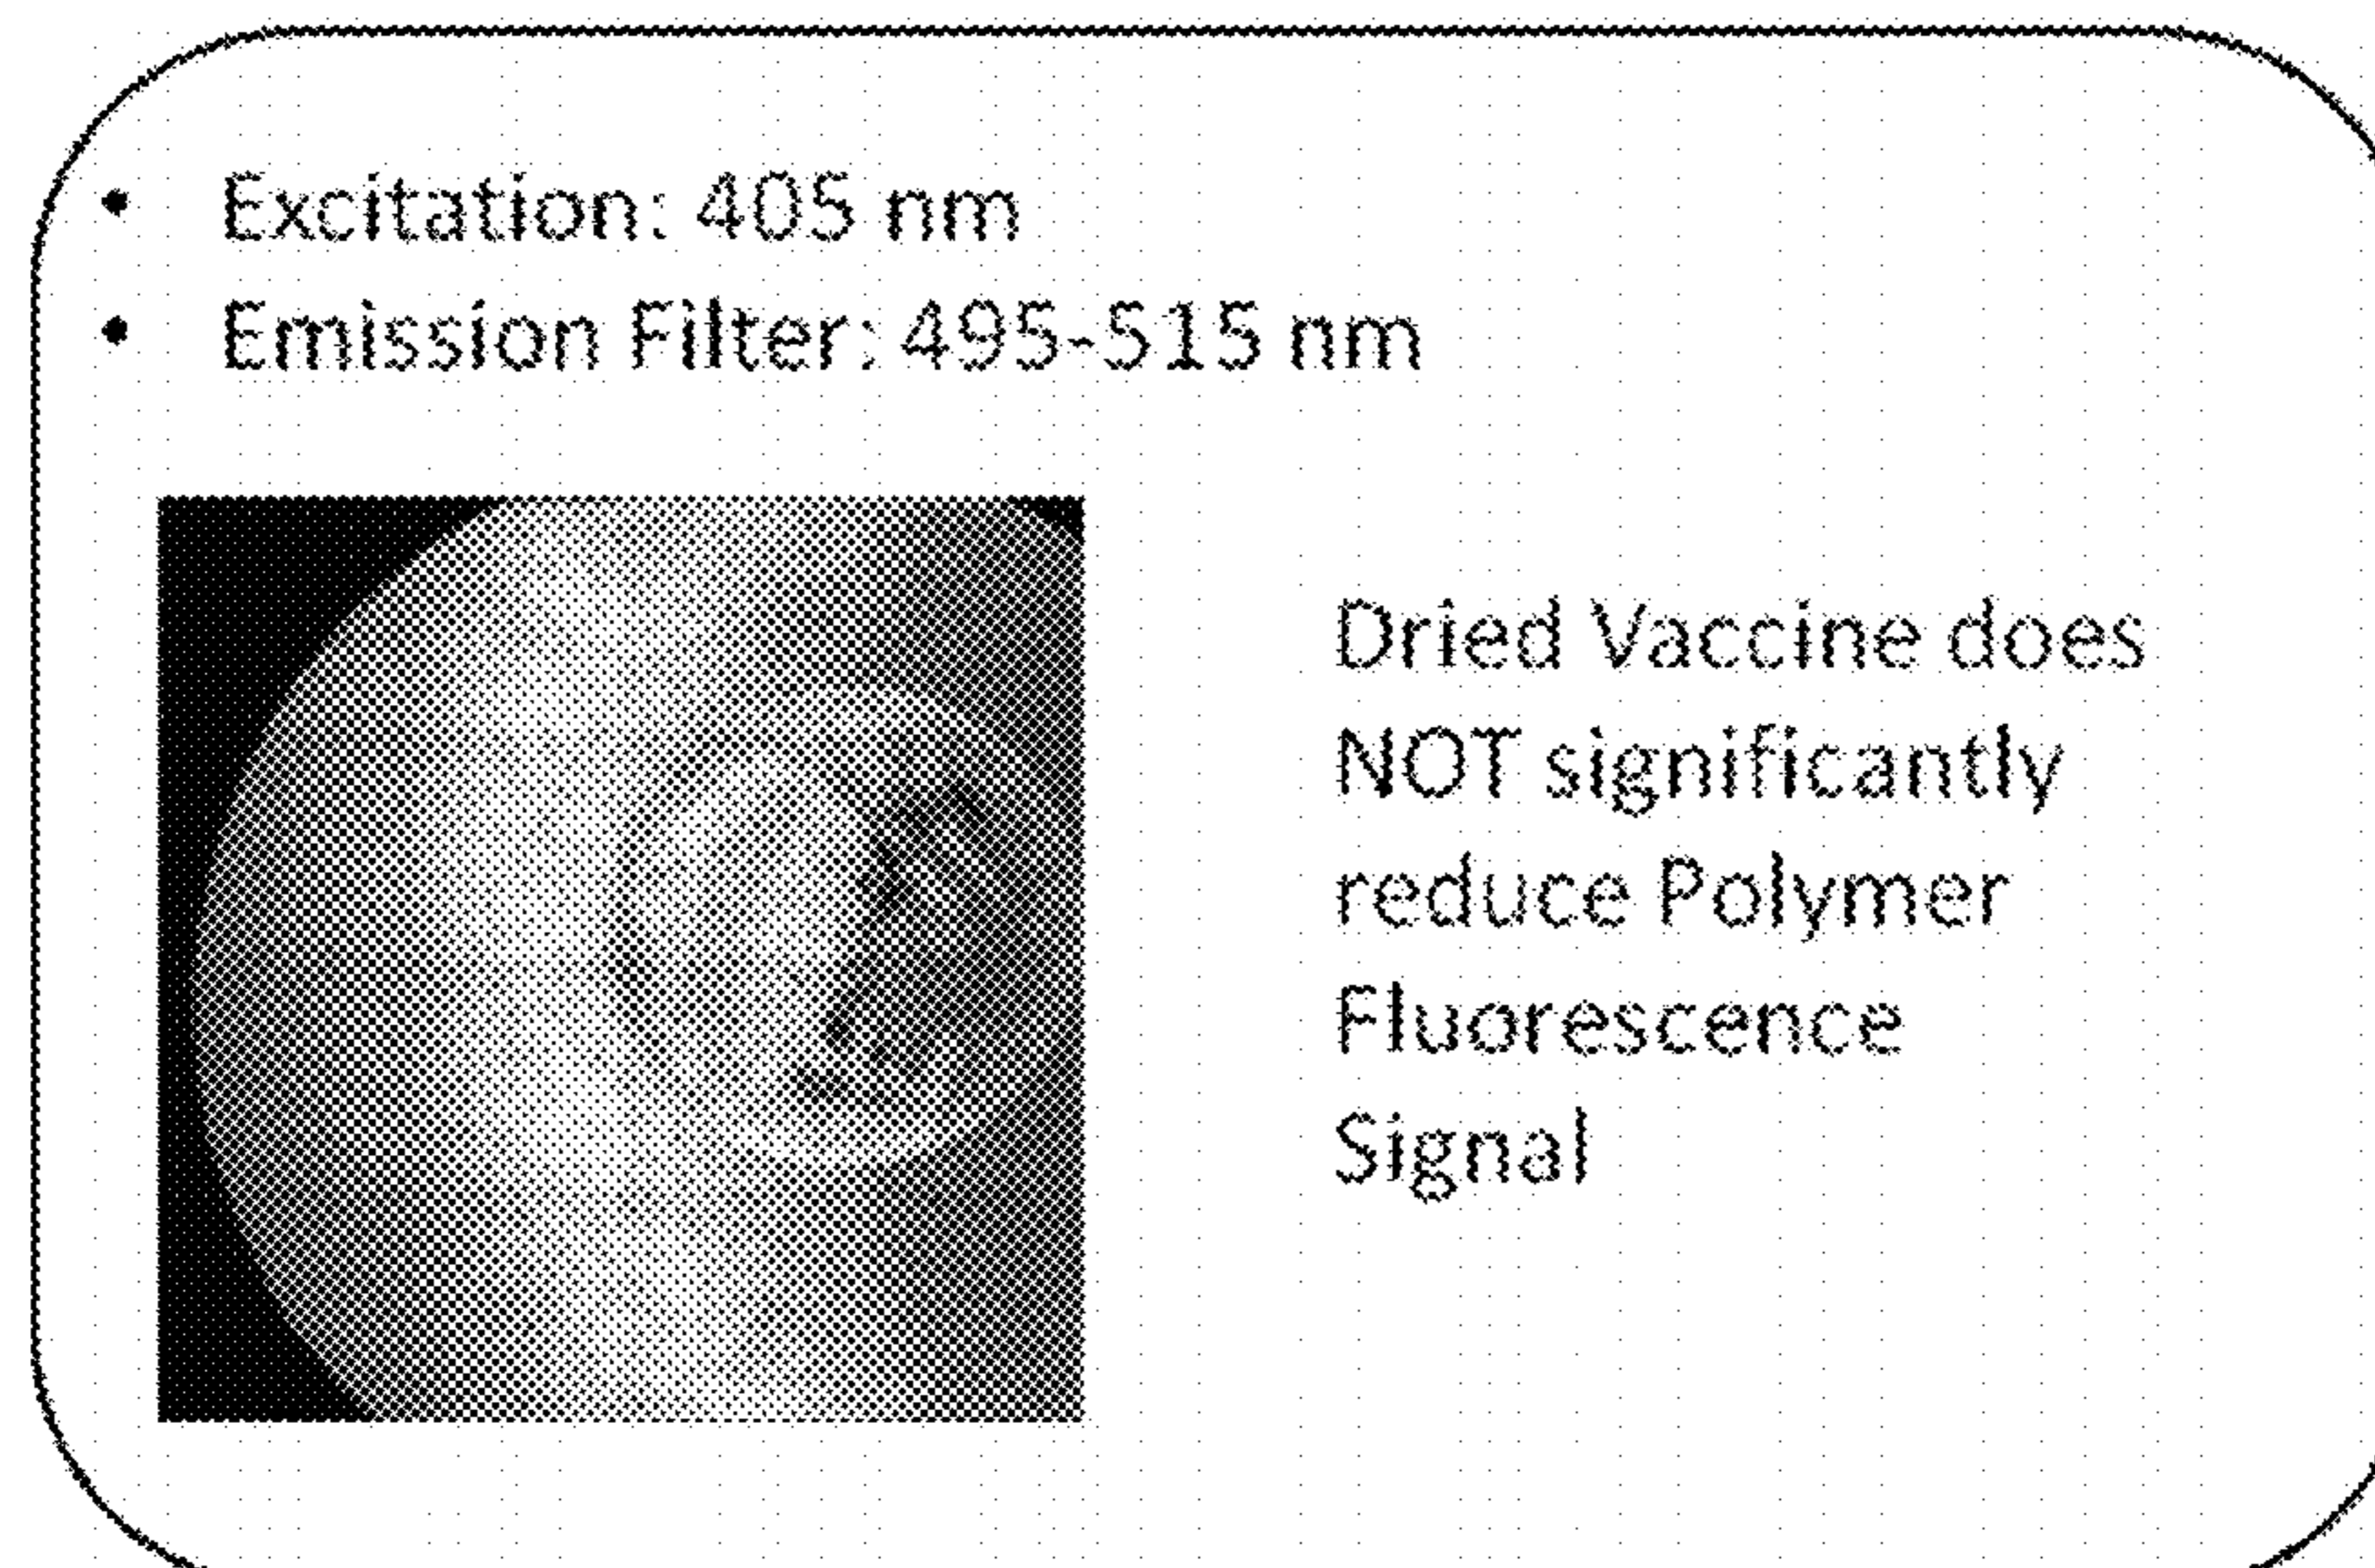 • Excitation: 405 nm
• Emission Filter: 495-515 nm
Dried Vaccine does
NOT significantly
reduce Polymer
Fluorescence
Signal